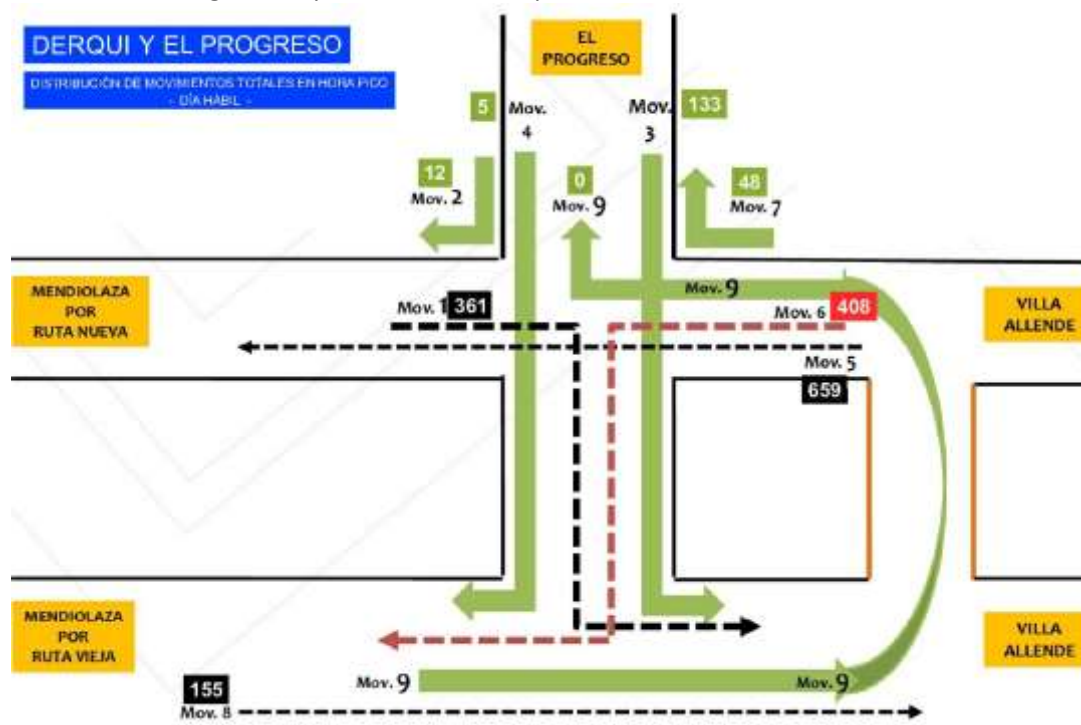 DERQUI Y EL PROGRESO
DISTRIBUCIÓN DE MOVIMIENTOS TOTALES EN HORA PICO
- DÍA HÁBIL -
EL
PROGRESO
5
Mov.
4
Mov.
3
133
12
Mov. 2
0
Mov. 9
48
Mov. 7
MENDIOLAZA
POR
RUTA NUEVA
Mov. 1
361
Mov. 9
Mov. 6
408
VILLA
ALLENDE
Mov. 5
659
MENDIOLAZA
POR
RUTA VIEJA
VILLA
ALLENDE
Mov. 9
Mov. 9
155
Mov. 8